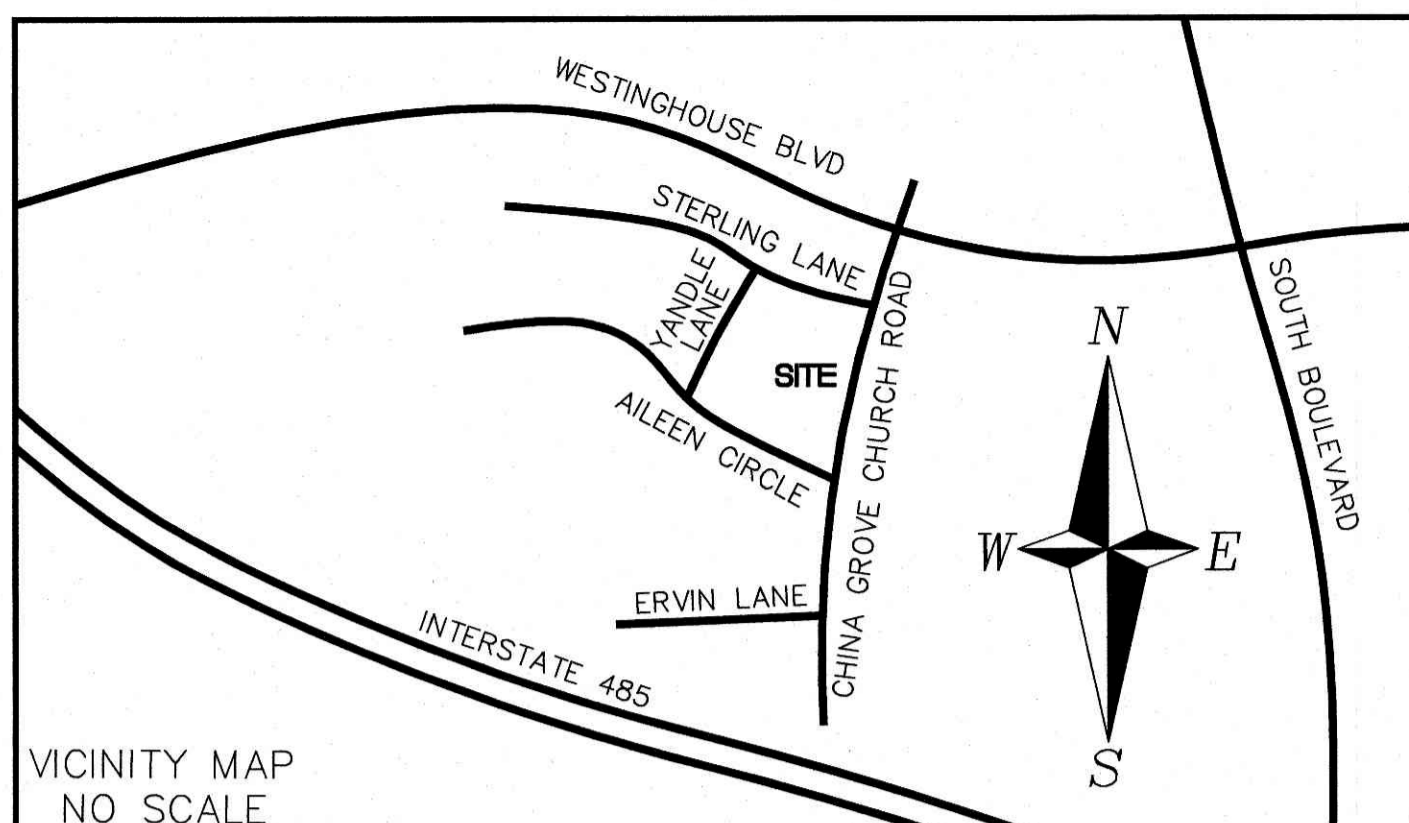 WESTINGHOUSE BLVD
STERLING LANE
YANDLE
LANE
SITE
AILEEN CIRCLE
CHINA GROVE CHURCH ROAD
SOUTH BOULEVARD
N
W
E
S
ERVIN LANE
INTERSTATE 485
VICINITY MAP
NO SCALE